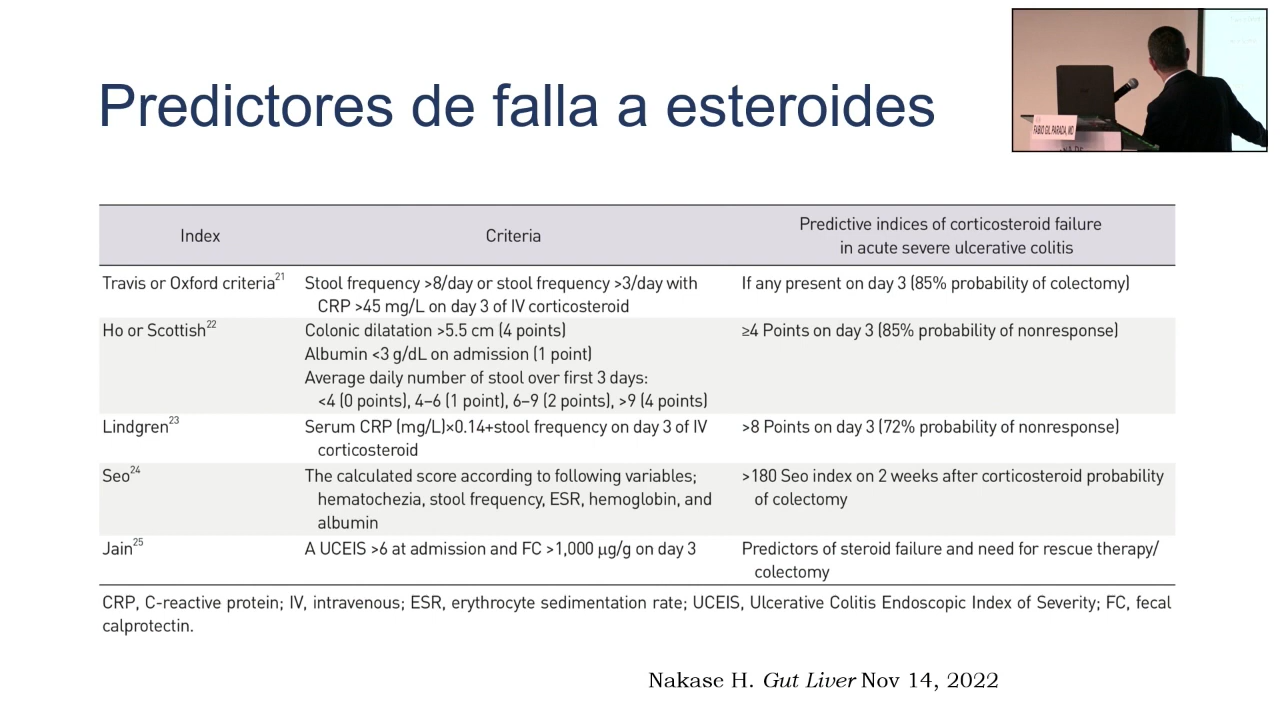 Predictores de falla a esteroides
FABIO GIL PARADA, MD
Index Criteria Predictive indices of corticosteroid failure
in acute severe ulcerative colitis
Travis or Oxford criteria21 Stool frequency >8/day or stool frequency >3/day with If any present on day 3 (85% probability of colectomy)
CRP >45 mg/L on day 3 of IV corticosteroid
Ho or Scottish22 Colonic dilatation >5.5 cm (4 points) ≥4 Points on day 3 (85% probability of nonresponse)
Albumin <3 g/dL on admission (1 point)
Average daily number of stool over first 3 days:
<4 (0 points), 4–6 (1 point), 6–9 (2 points), >9 (4 points)
Lindgren23 Serum CRP (mg/L)×0.14+stool frequency on day 3 of IV >8 Points on day 3 (72% probability of nonresponse)
corticosteroid
Seo24 The calculated score according to following variables; >180 Seo index on 2 weeks after corticosteroid probability
hematochezia, stool frequency, ESR, hemoglobin, and of colectomy
albumin
Jain25 A UCEIS >6 at admission and FC >1,000 µg/g on day 3 Predictors of steroid failure and need for rescue therapy/
colectomy
CRP, C-reactive protein; IV, intravenous; ESR, erythrocyte sedimentation rate; UCEIS, Ulcerative Colitis Endoscopic Index of Severity; FC, fecal
calprotectin.
Nakase H. Gut Liver Nov 14, 2022